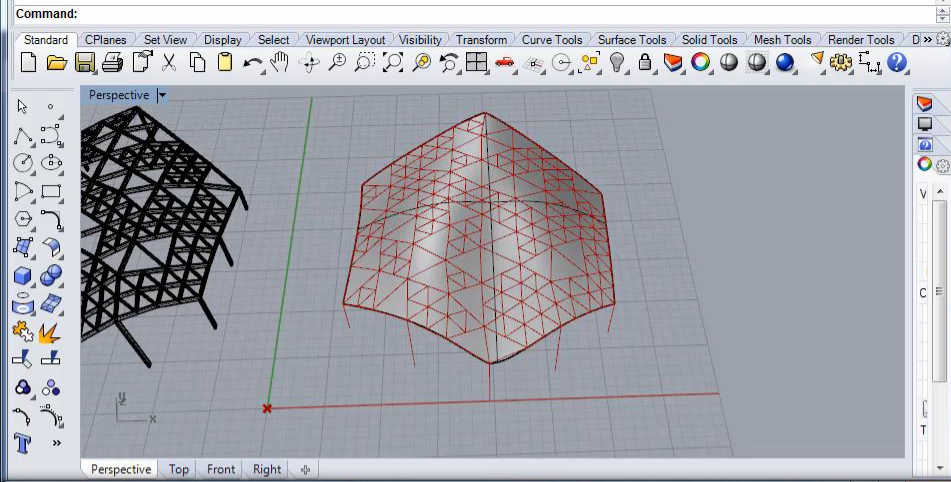 Command:
Standard CPlanes Set View Display Select Viewport Layout Visibility Transform Curve Tools Surface Tools Solid Tools Mesh Tools Render Tools D »
Perspective
V
C
T
y
x
Perspective Top Front Right